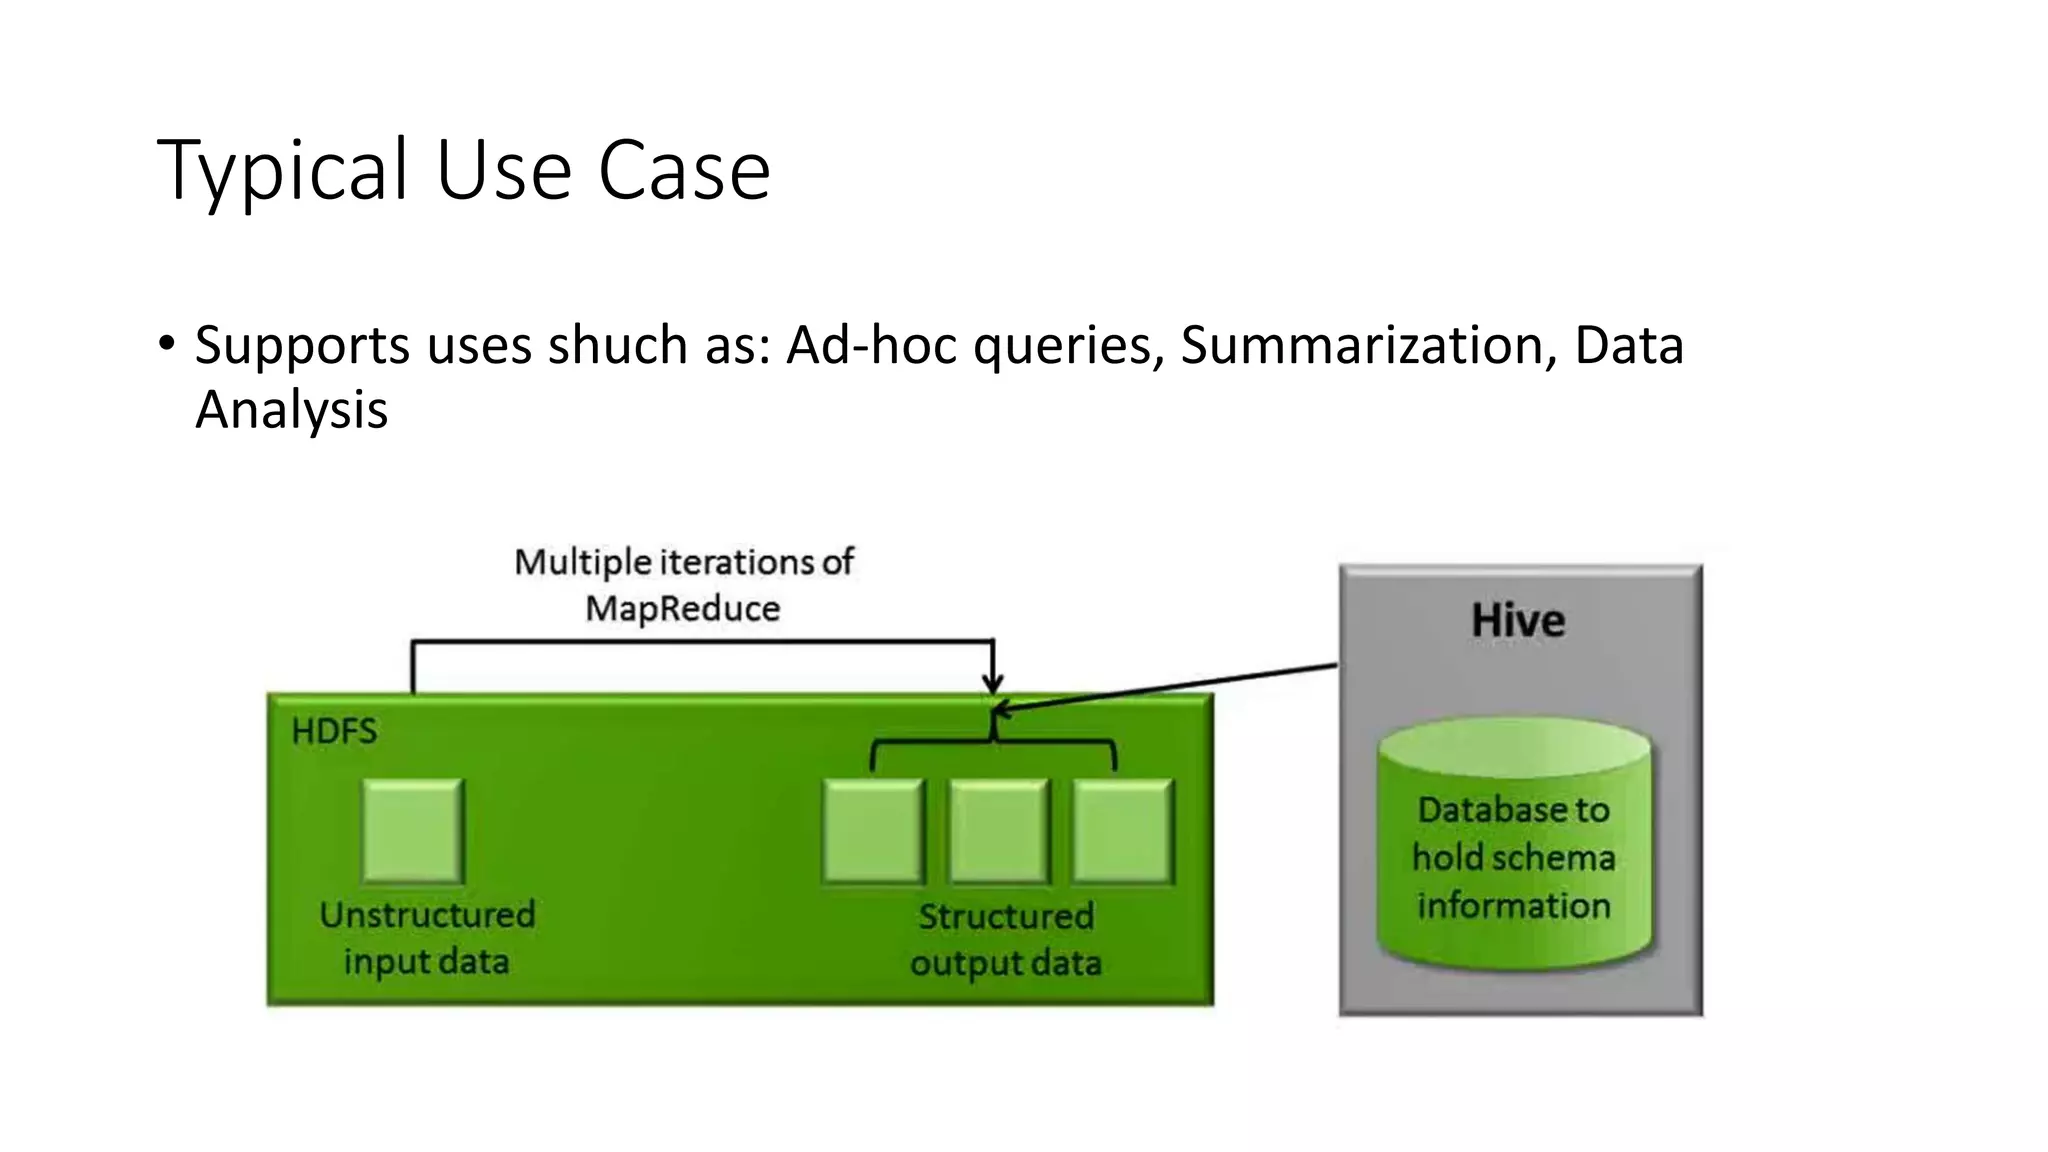 Typical Use Case
• Supports uses shuch as: Ad-hoc queries, Summarization, Data
Analysis
Multiple iterations of
MapReduce
HDFS
Unstructured
input data
Structured
output data
Hive
Database to
hold schema
information